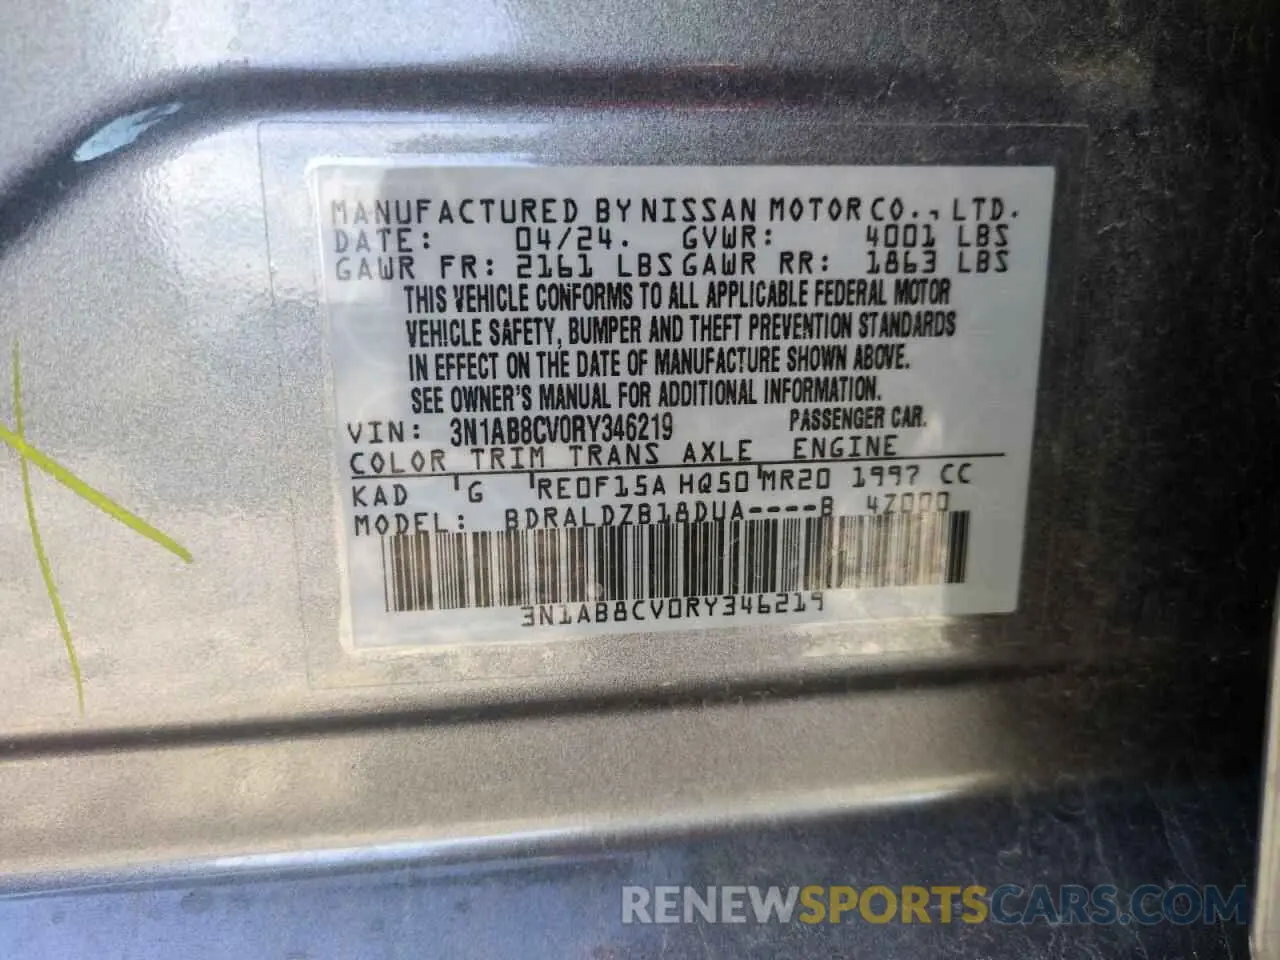 MANUFACTURED BY NISSAN MOTOR CO., LTD.
DATE: 04/24. GVWR: 4001 LBS
GAWR FR: 2161 LBS GAWR RR: 1863 LBS
THIS VEHICLE CONFORMS TO ALL APPLICABLE FEDERAL MOTOR
VEHICLE SAFETY, BUMPER AND THEFT PREVENTION STANDARDS
IN EFFECT ON THE DATE OF MANUFACTURE SHOWN ABOVE.
SEE OWNER'S MANUAL FOR ADDITIONAL INFORMATION.
VIN: 3N1AB8CV0RY346219 PASSENGER CAR.
COLOR TRIM TRANS AXLE ENGINE
KAD G RE0F15A HQ50 MR20 1997 CC
MODEL: BDRALDZB18DUA----B 4Z000
3N1AB8CV0RY346219
RENEWSPORTSCARS.COM